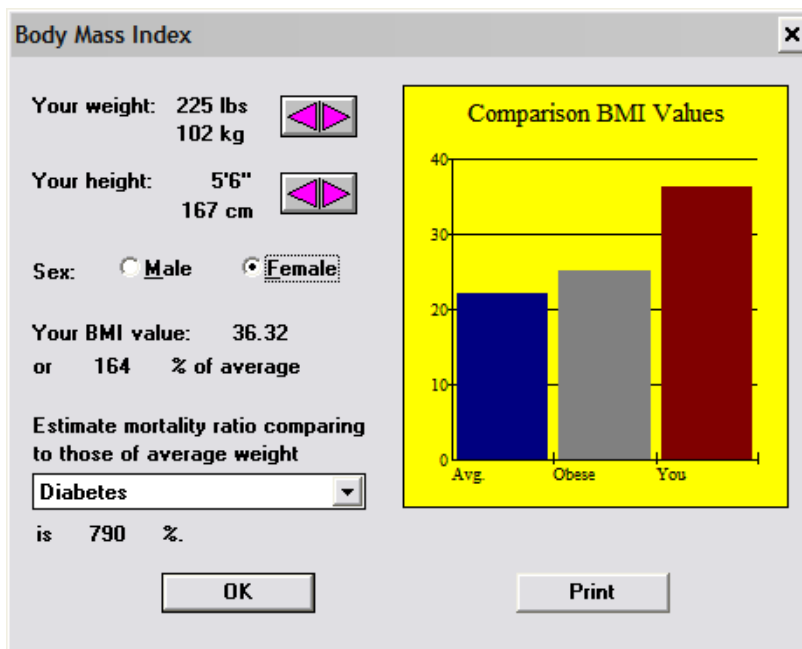 Body Mass Index
Your weight: 225 lbs
102 kg
Your height: 5'6"
167 cm
Sex: Male Female
Your BMI value: 36.32
or 164 % of average
Estimate mortality ratio comparing
to those of average weight
Diabetes
is 790 %.
OK
Print
Comparison BMI Values
40
30
20
10
0
Avg. Obese You